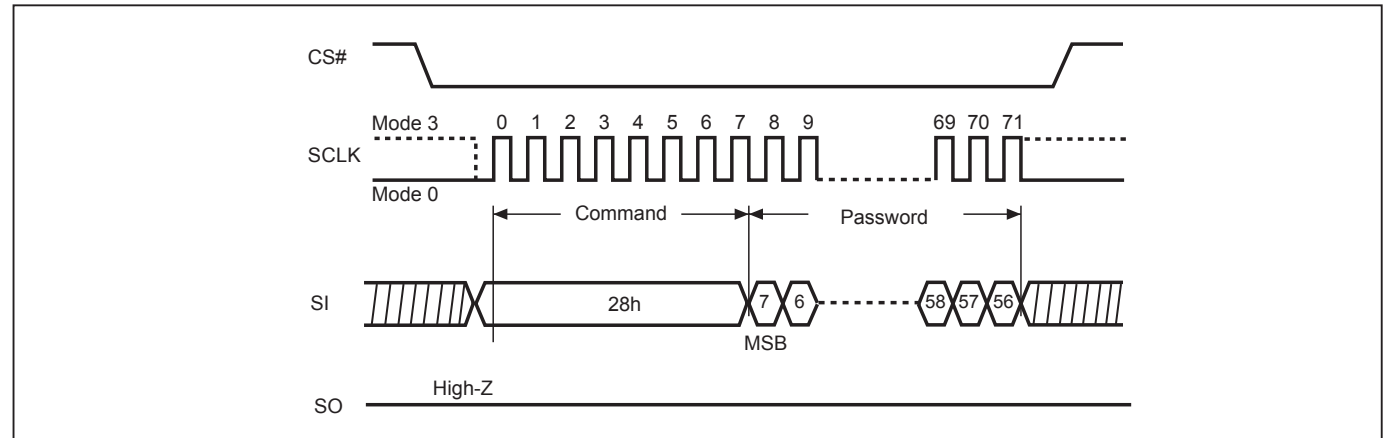 CS#
Mode 3 0 1 2 3 4 5 6 7 8 9 69 70 71
SCLK
Mode 0
Command Password
SI 28h 7 6 58 57 56
MSB
High-Z
SO